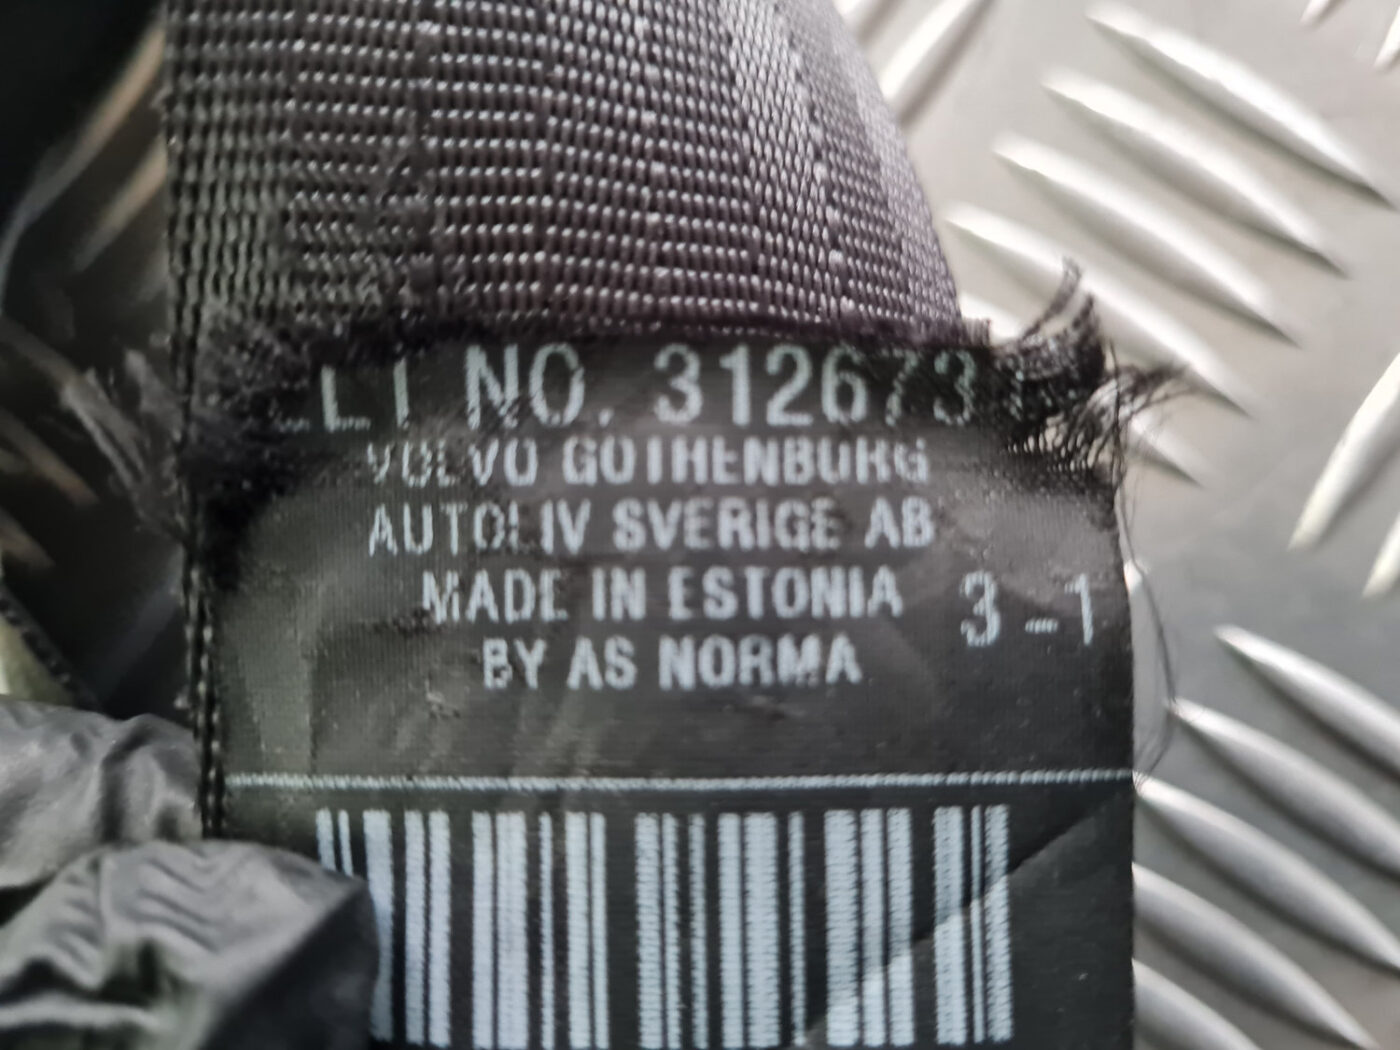 NO. 312673
VOLVO GOTHENBURG
AUTOLIV SVERIGE AB
MADE IN ESTONIA
3-1
BY AS NORMA